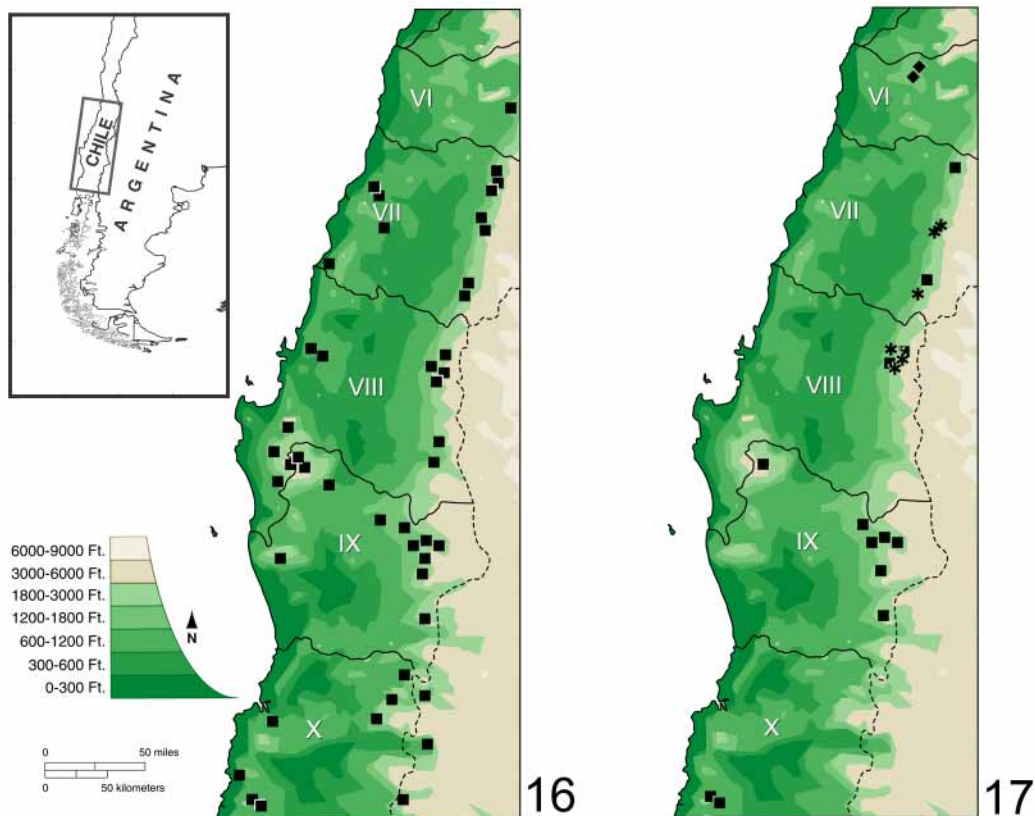 CHILE
ARGENTINA
VI
VII
VIII
IX
X
6000-9000 Ft.
3000-6000 Ft.
1800-3000 Ft.
1200-1800 Ft.
600-1200 Ft.
300-600 Ft.
0-300 Ft.
N
0 50 miles
0 50 kilometers
16
VI
VII
VIII
IX
X
17